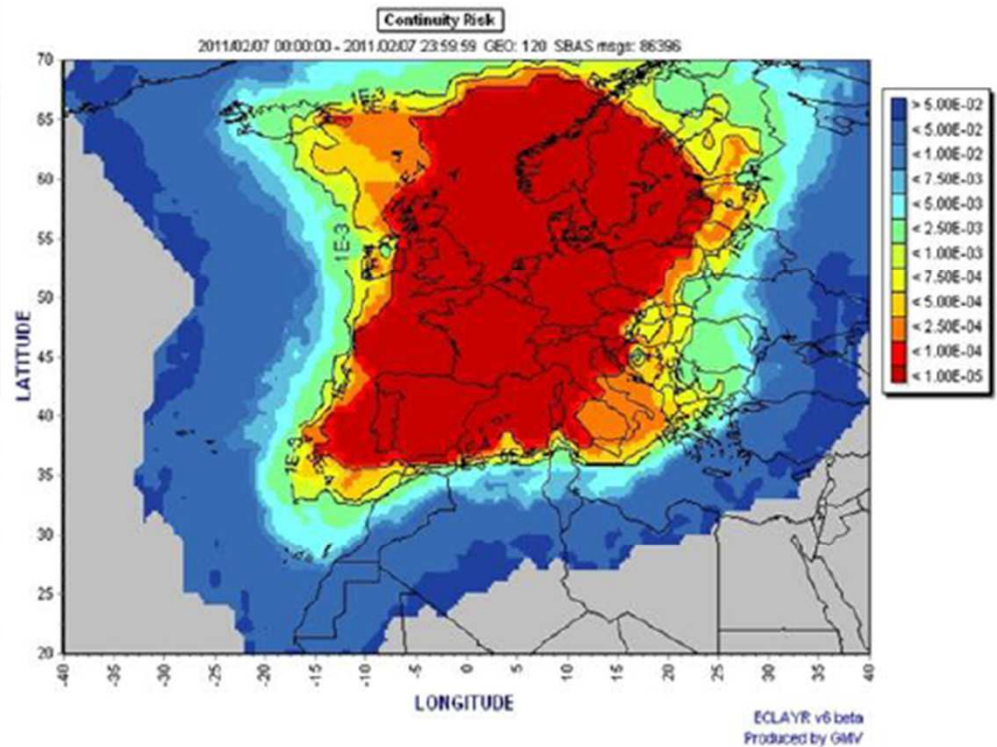 Continuity Risk
2011/02/07 00:00:00 - 2011/02/07 23:59:59 GEO: 120 SBAS msgs: 86396
70
65
60
55
50
45
40
35
30
25
20
LATITUDE
-40
-35
-30
-25
-20
-15
-10
-5
0
5
10
15
20
25
30
35
40
LONGITUDE
1E-3
1E-3
1E-3
> 5.00E-02
< 5.00E-02
< 1.00E-02
< 7.50E-03
< 5.00E-03
< 2.50E-03
< 1.00E-03
< 7.50E-04
< 5.00E-04
< 2.50E-04
< 1.00E-04
< 1.00E-05
ECLAYR v6 beta
Produced by GMV